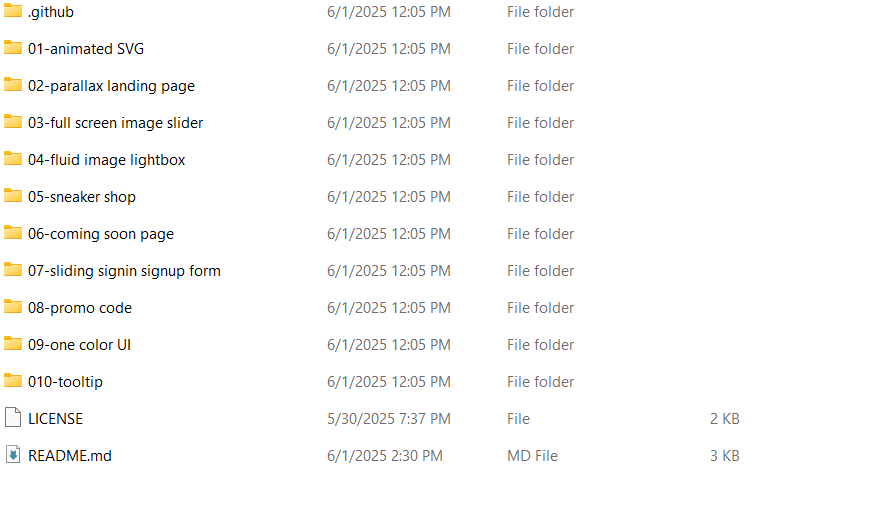 .github 6/1/2025 12:05 PM File folder
01-animated SVG 6/1/2025 12:05 PM File folder
02-parallax landing page 6/1/2025 12:05 PM File folder
03-full screen image slider 6/1/2025 12:05 PM File folder
04-fluid image lightbox 6/1/2025 12:05 PM File folder
05-sneaker shop 6/1/2025 12:05 PM File folder
06-coming soon page 6/1/2025 12:05 PM File folder
07-sliding signin signup form 6/1/2025 12:05 PM File folder
08-promo code 6/1/2025 12:05 PM File folder
09-one color UI 6/1/2025 12:05 PM File folder
010-tooltip 6/1/2025 12:05 PM File folder
LICENSE 5/30/2025 7:37 PM File 2 KB
README.md 6/1/2025 2:30 PM MD File 3 KB